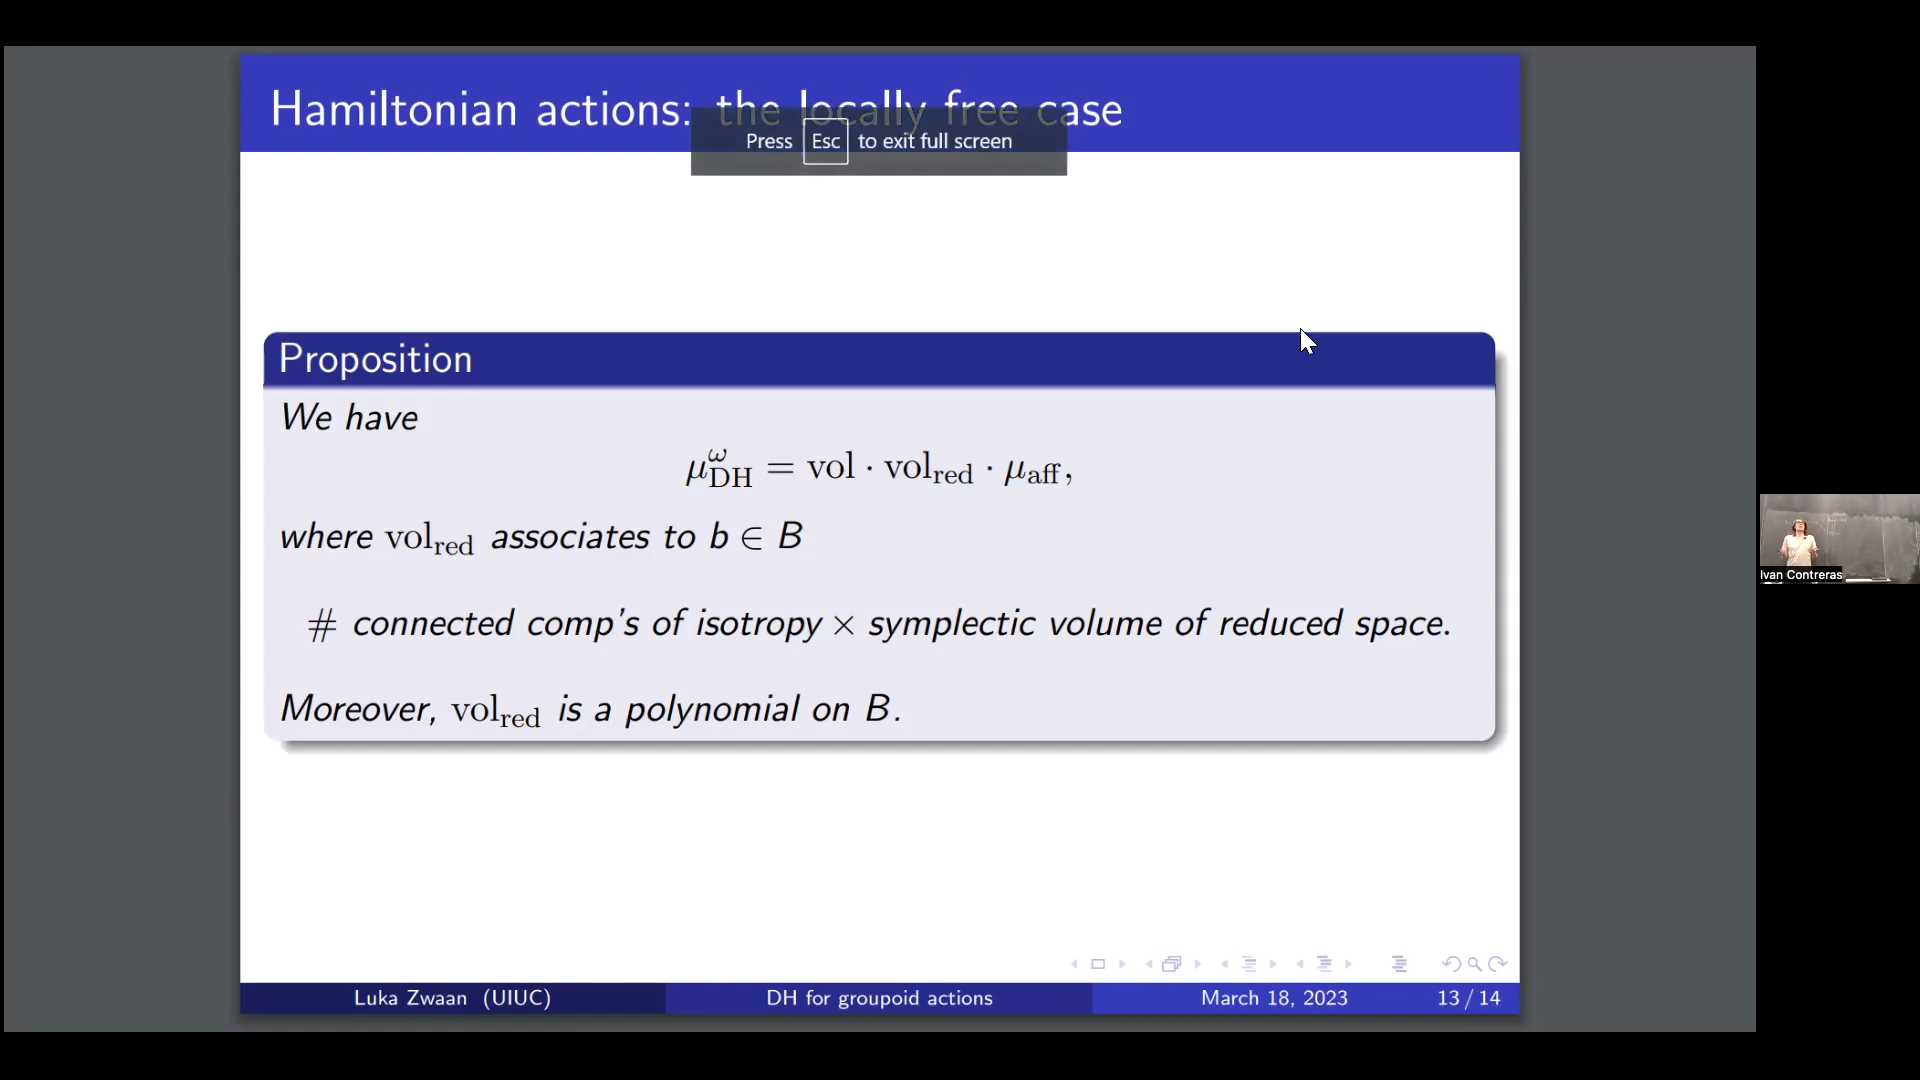 Hamiltonian actions: the locally free case
Press Esc to exit full screen
Proposition
We have
μ^ω_DH = vol · vol_red · μ_aff,
where vol_red associates to b ∈ B
# connected comp's of isotropy × symplectic volume of reduced space.
Moreover, vol_red is a polynomial on B.
Ivan Contreras
Luka Zwaan (UIUC) DH for groupoid actions March 18, 2023 13 / 14